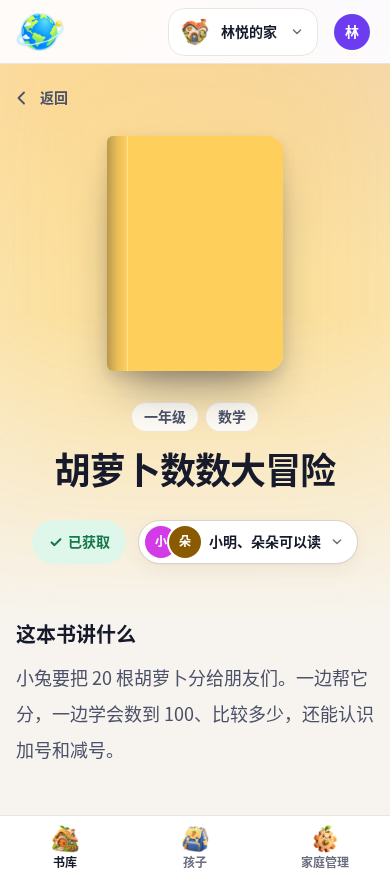 林悦的家
林
返回
一年级
数学
胡萝卜数数大冒险
已获取
小
朵
小明、朵朵可以读
这本书讲什么
小兔要把 20 根胡萝卜分给朋友们。一边帮它
分，一边学会数到 100、比较多少，还能认识
加号和减号。
书库
孩子
家庭管理